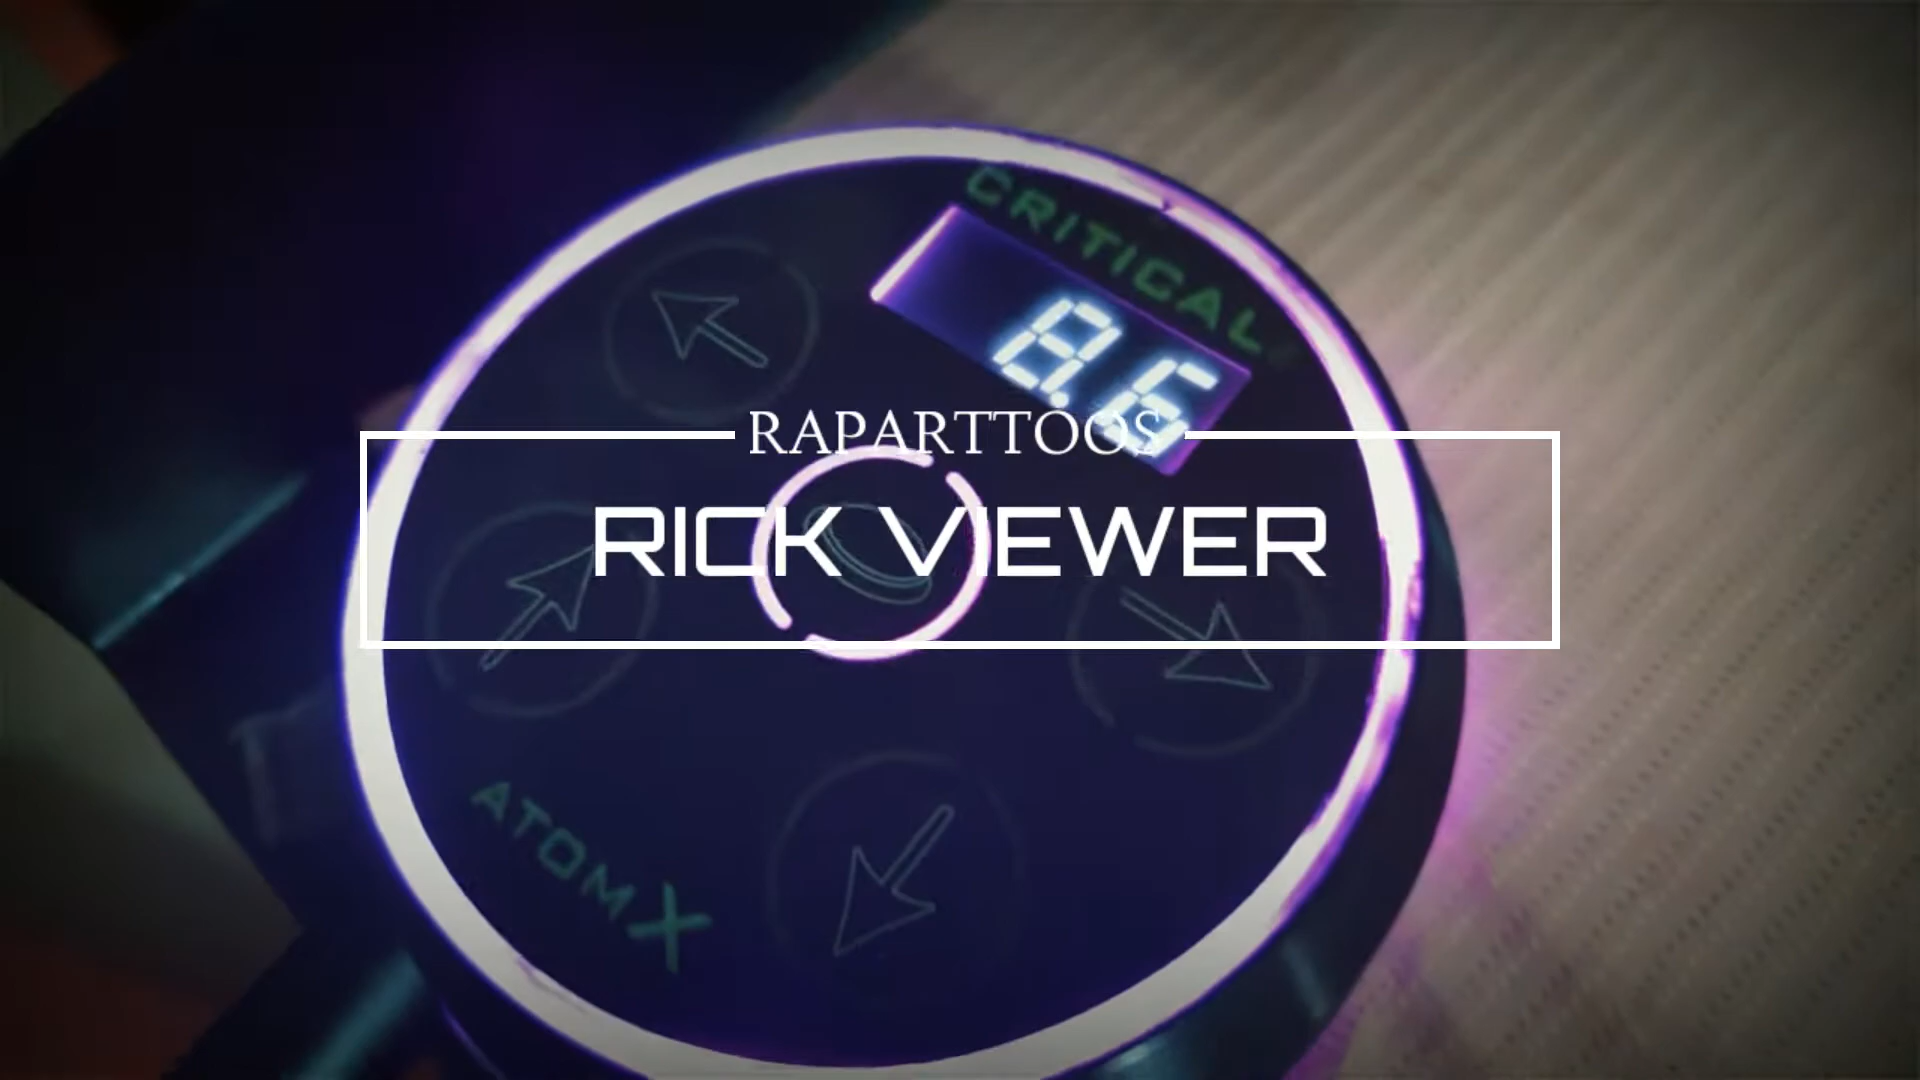 CRITICAL
8.6
RAPARTTOOS
RICK VIEWER
ATOM X